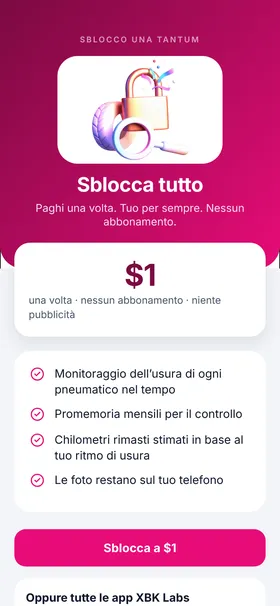 SBLOCCO UNA TANTUM
Sblocca tutto
Paghi una volta. Tuo per sempre. Nessun
abbonamento.
$1
una volta · nessun abbonamento · niente
pubblicità
Monitoraggio dell'usura di ogni
pneumatico nel tempo
Promemoria mensili per il controllo
Chilometri rimasti stimati in base al
tuo ritmo di usura
Le foto restano sul tuo telefono
Sblocca a $1
Oppure tutte le app XBK Labs